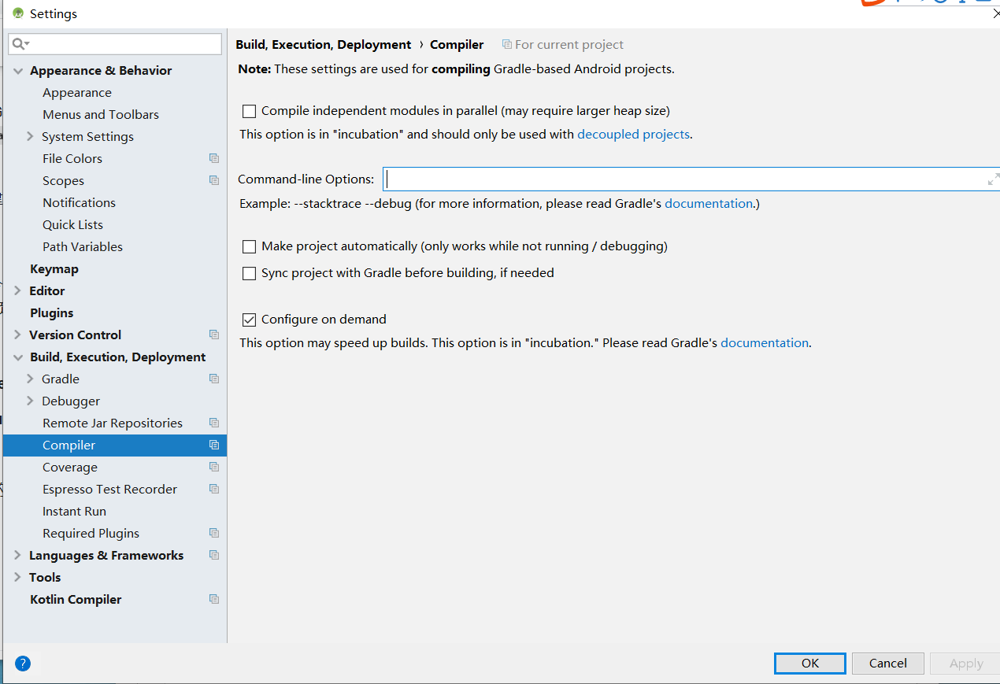 Settings
Appearance & Behavior
Appearance
Menus and Toolbars
System Settings
File Colors
Scopes
Notifications
Quick Lists
Path Variables
Keymap
Editor
Plugins
Version Control
Build, Execution, Deployment
Gradle
Debugger
Remote Jar Repositories
Compiler
Coverage
Espresso Test Recorder
Instant Run
Required Plugins
Languages & Frameworks
Tools
Kotlin Compiler
Build, Execution, Deployment › Compiler For current project
Note: These settings are used for compiling Gradle-based Android projects.
Compile independent modules in parallel (may require larger heap size)
This option is in "incubation" and should only be used with decoupled projects.
Command-line Options:
Example: --stacktrace --debug (for more information, please read Gradle's documentation.)
Make project automatically (only works while not running / debugging)
Sync project with Gradle before building, if needed
Configure on demand
This option may speed up builds. This option is in "incubation." Please read Gradle's documentation.
?
OK Cancel Apply